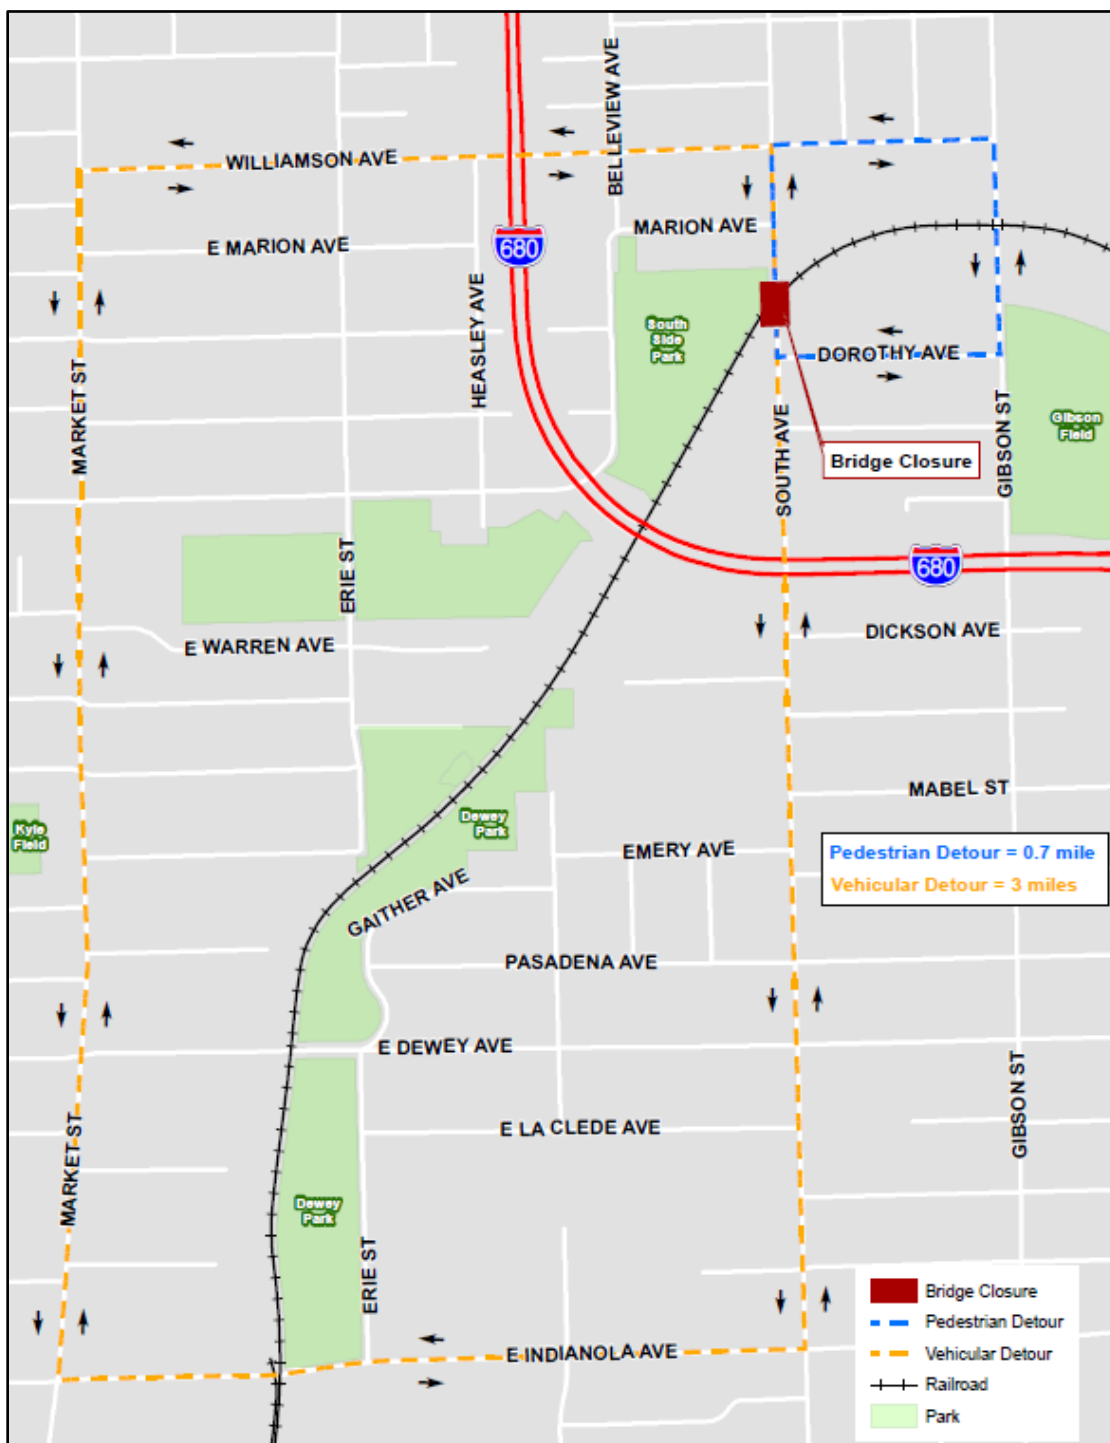 BELLEVIEW AVE
WILLIAMSON AVE
MARION AVE
E MARION AVE
680
HEASLEY AVE
South
Side
Park
DOROTHY AVE
MARKET ST
SOUTH AVE
GIBSON ST
Gibson
Field
Bridge Closure
680
ERIE ST
E WARREN AVE
DICKSON AVE
MABEL ST
Kyle
Field
Dewey
Park
EMERY AVE
Pedestrian Detour = 0.7 mile
Vehicular Detour = 3 miles
GAITHER AVE
PASADENA AVE
E DEWEY AVE
GIBSON ST
E LA CLEDE AVE
MARKET ST
Dewey
Park
ERIE ST
E INDIANOLA AVE
Bridge Closure
Pedestrian Detour
Vehicular Detour
Railroad
Park